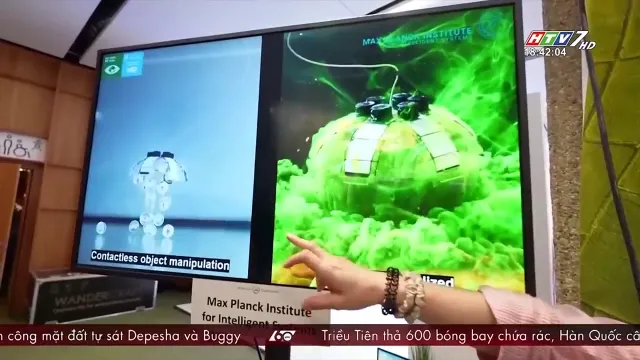 MAX PLANCK INSTITUTE
HTV7 HD
18:42:04
Contactless object manipulation
Max Planck Institute
for Intelligent
WANDER
công mặt đất tự sát Depesha và Buggy 60 Triều Tiên thả 600 bóng bay chứa rác, Hàn Quốc